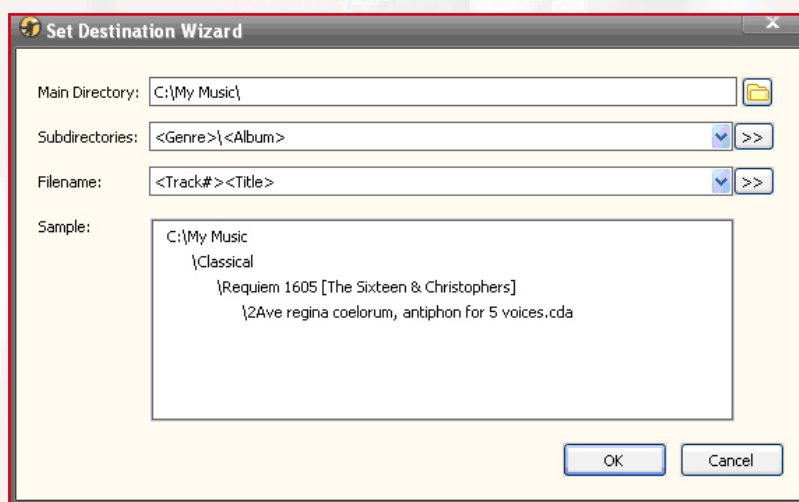 Set Destination Wizard
Main Directory: C:\My Music\
Subdirectories: <Genre>\<Album> >>
Filename: <Track#><Title> >>
Sample:
C:\My Music
\Classical
\Requiem 1605 [The Sixteen & Christophers]
\2Ave regina coelorum, antiphon for 5 voices.cda
OK Cancel